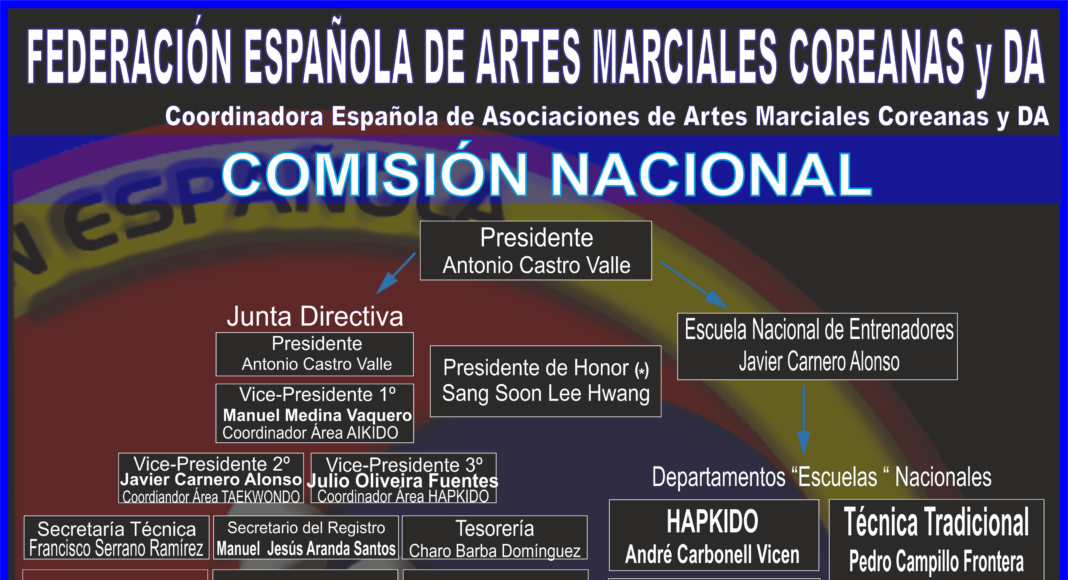 FEDERACIÓN ESPAÑOLA DE ARTES MARCIALES COREANAS y DA
Coordinadora Española de Asociaciones de Artes Marciales Coreanas y DA
COMISIÓN NACIONAL
N ESPAÑOLA
Presidente
Antonio Castro Valle
Junta Directiva
Presidente
Antonio Castro Valle
Vice-Presidente 1º
Manuel Medina Vaquero
Coordinador Área AIKIDO
Presidente de Honor (*)
Sang Soon Lee Hwang
Escuela Nacional de Entrenadores
Javier Carnero Alonso
Vice-Presidente 2º
Javier Carnero Alonso
Coordiandor Área TAEKWONDO
Vice-Presidente 3º
Julio Oliveira Fuentes
Coordinador Área HAPKIDO
Departamentos “Escuelas “ Nacionales
HAPKIDO
André Carbonell Vicen
Técnica Tradicional
Pedro Campillo Frontera
Secretaría Técnica
Francisco Serrano Ramírez
Secretario del Registro
Manuel Jesús Aranda Santos
Tesorería
Charo Barba Domínguez